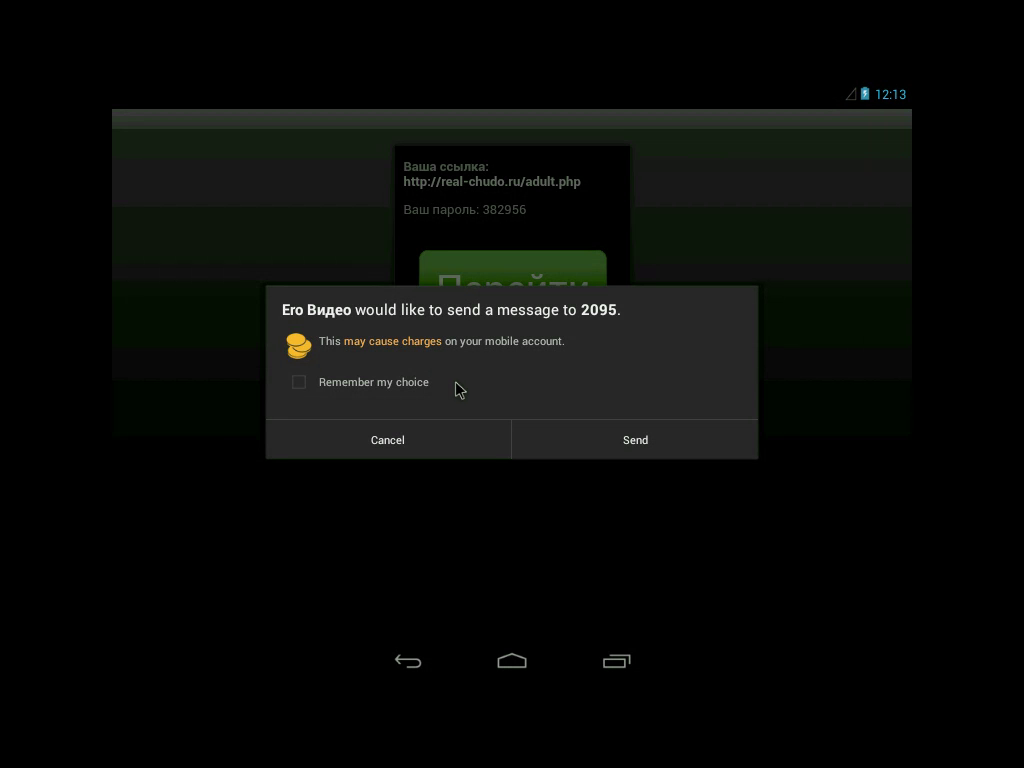 12:13
Ваша ссылка:
http://real-chudo.ru/adult.php
Ваш пароль: 382956
Перейти
Ero Видео would like to send a message to 2095.
This may cause charges on your mobile account.
Remember my choice
Cancel
Send